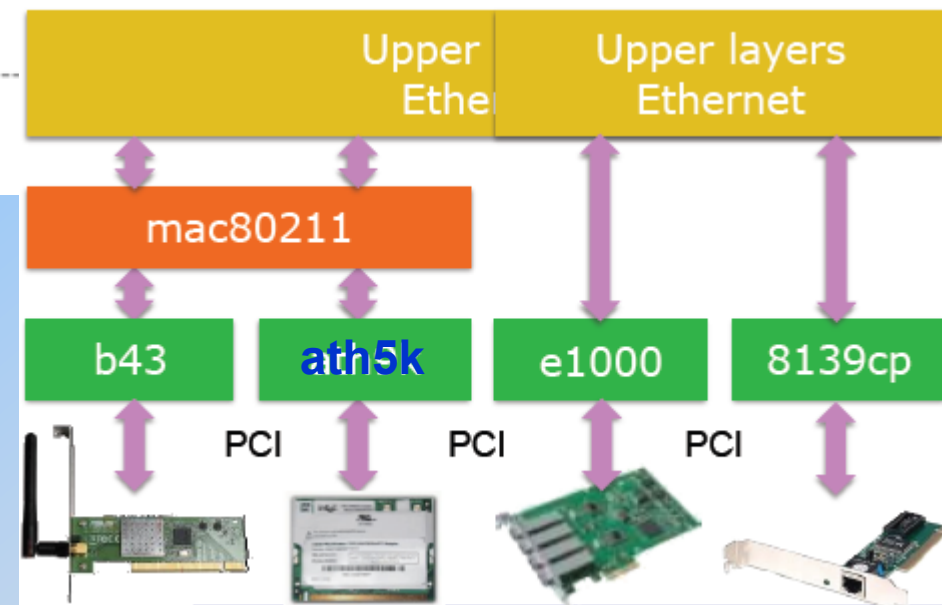 Upper
Ether
Upper layers
Ethernet
mac80211
b43
ath5k
e1000
8139cp
PCI
PCI
PCI